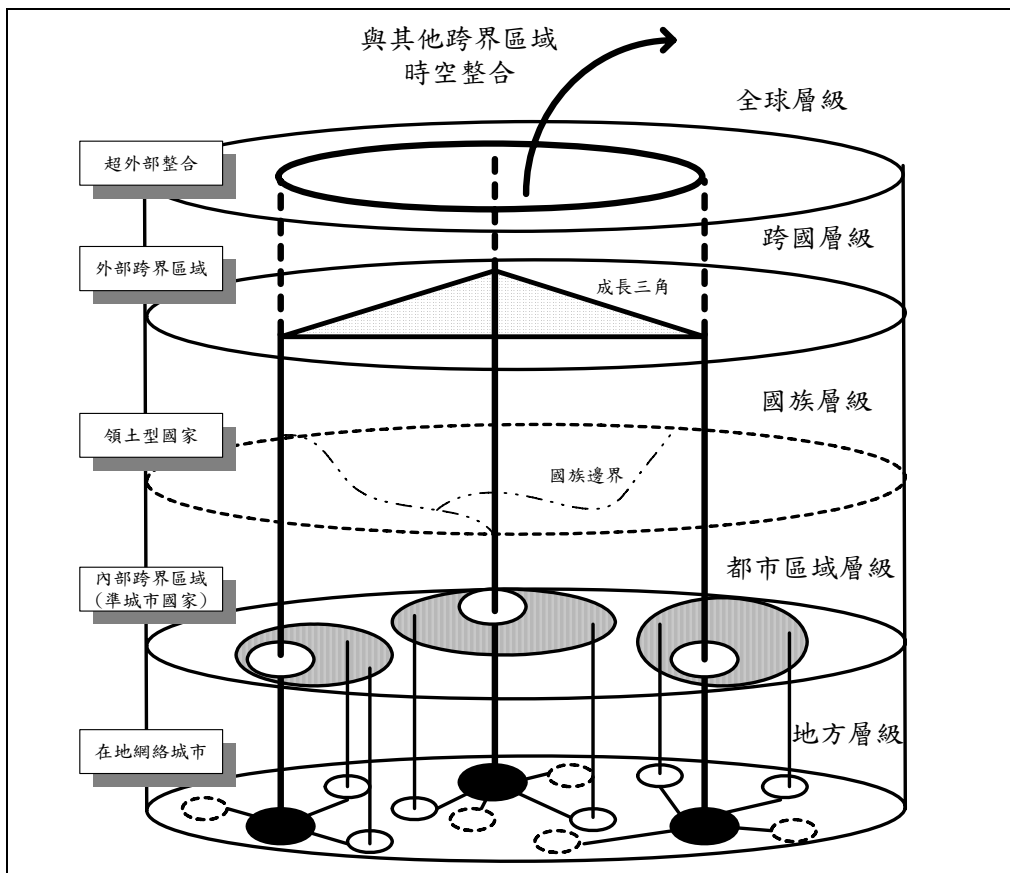 與其他跨界區域
時空整合
全球層級
超外部整合
跨國層級
外部跨界區域
成長三角
國族層級
領土型國家
國族邊界
都市區域層級
內部跨界區域
(準城市國家)
地方層級
在地網絡城市